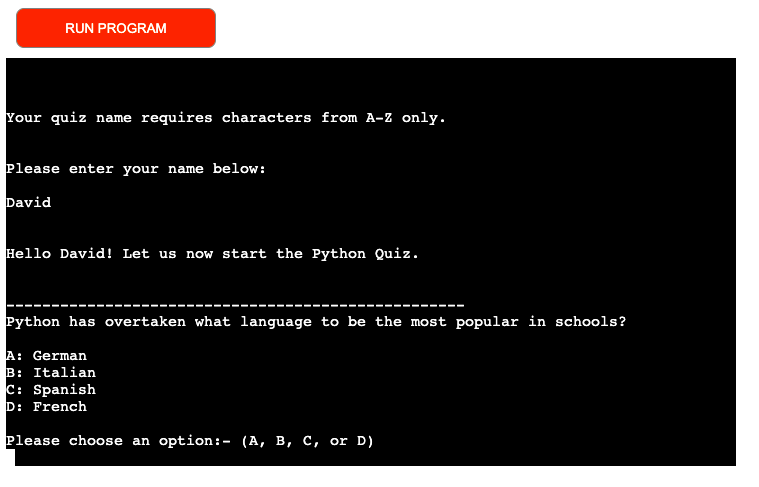 RUN PROGRAM
Your quiz name requires characters from A-Z only.
Please enter your name below:
David
Hello David! Let us now start the Python Quiz.
---------------------------------------------------
Python has overtaken what language to be the most popular in schools?
A: German
B: Italian
C: Spanish
D: French
Please choose an option:- (A, B, C, or D)